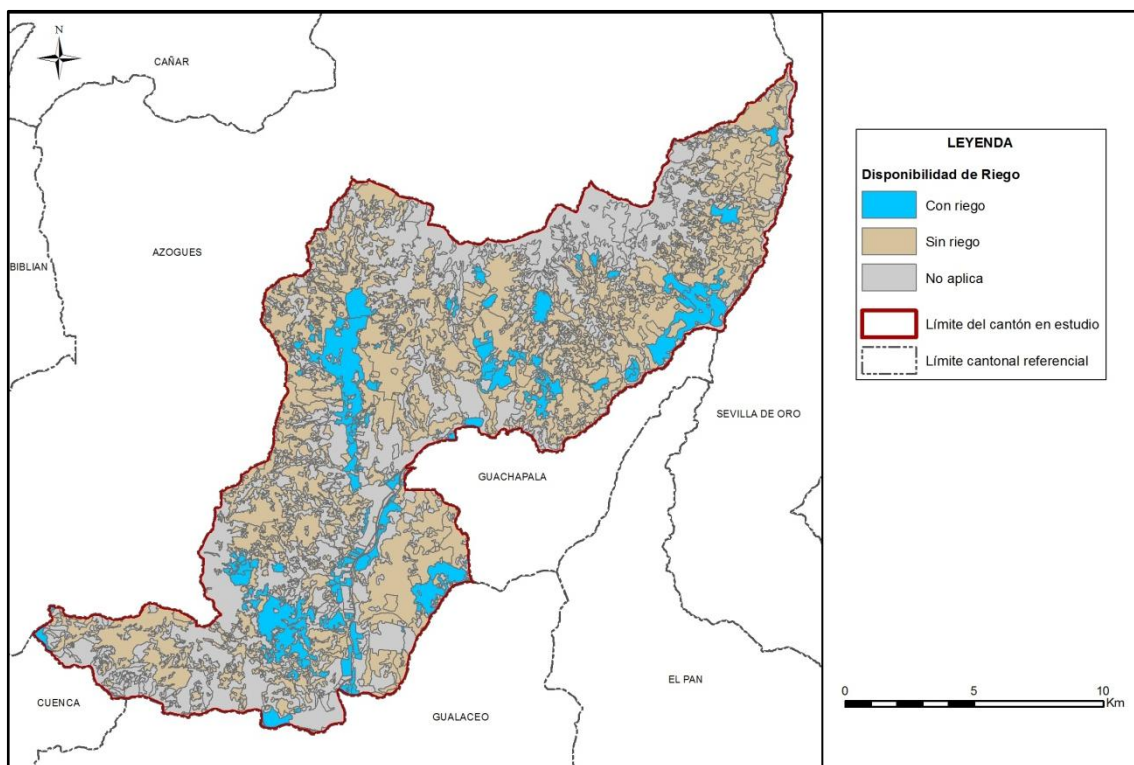 N
CAÑAR
AZOGUES
BIBLIAN
SEVILLA DE ORO
GUACHAPALA
EL PAN
CUENCA
GUALACEO
LEYENDA
Disponibilidad de Riego
Con riego
Sin riego
No aplica
Límite del cantón en estudio
Límite cantonal referencial
0 5 10
Km